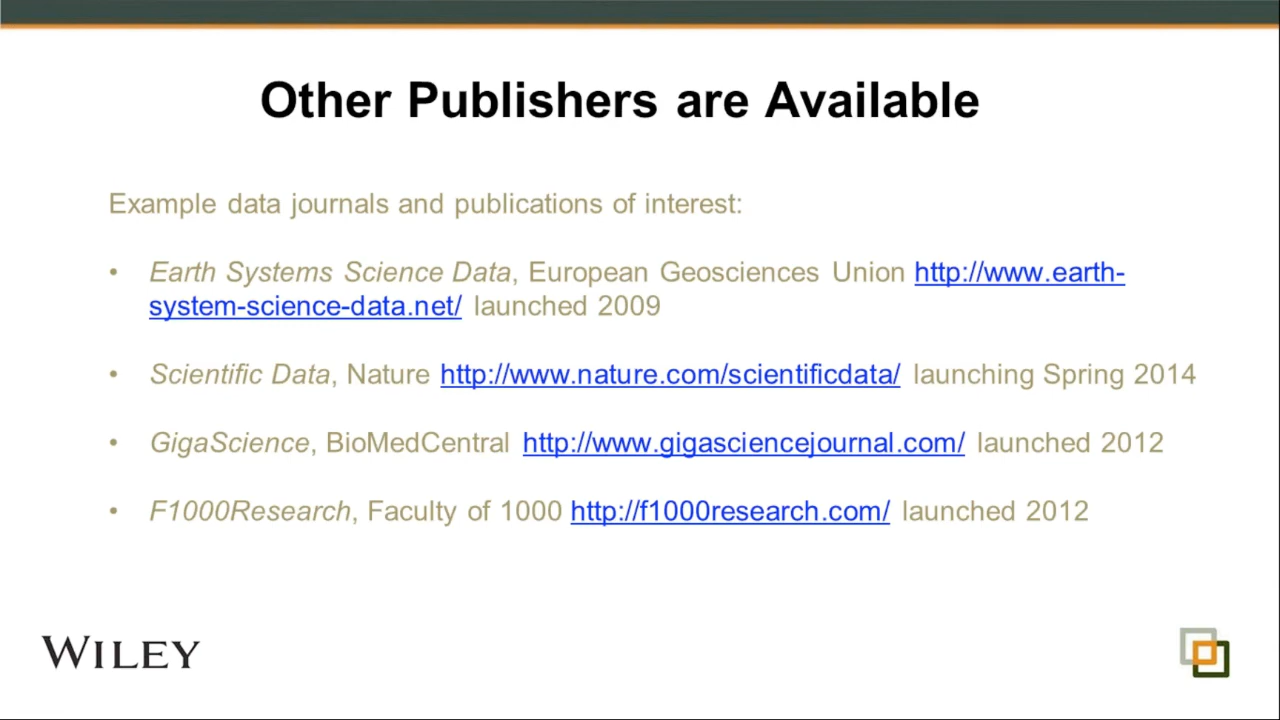 Other Publishers are Available
Example data journals and publications of interest:
• Earth Systems Science Data, European Geosciences Union http://www.earth-
system-science-data.net/ launched 2009
• Scientific Data, Nature http://www.nature.com/scientificdata/ launching Spring 2014
• GigaScience, BioMedCentral http://www.gigasciencejournal.com/ launched 2012
• F1000Research, Faculty of 1000 http://f1000research.com/ launched 2012
WILEY